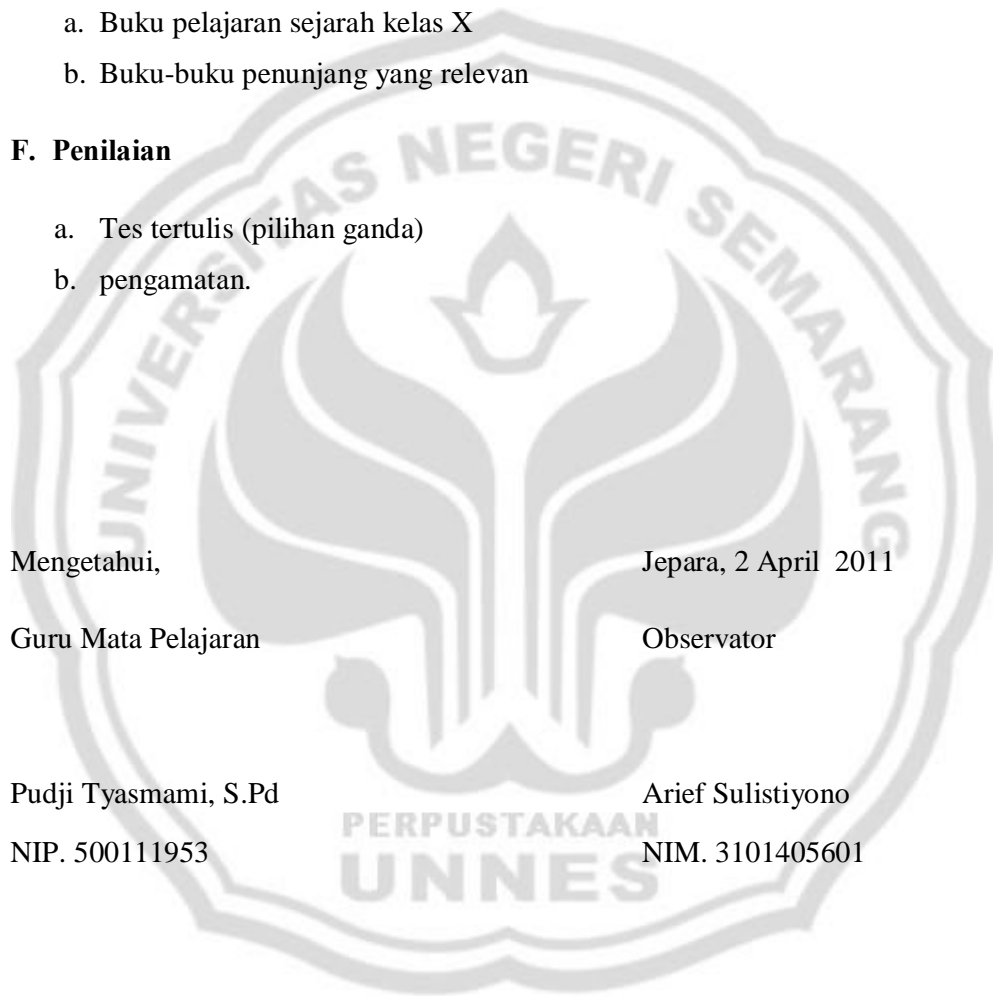 a. Buku pelajaran sejarah kelas X
b. Buku-buku penunjang yang relevan
F. Penilaian
a. Tes tertulis (pilihan ganda)
b. pengamatan.
UNIVERSITAS NEGERI SEMARANG
Mengetahui, Jepara, 2 April 2011
Guru Mata Pelajaran Observator
Pudji Tyasmami, S.Pd Arief Sulistiyono
PERPUSTAKAAN
NIP. 500111953 NIM. 3101405601
UNNES